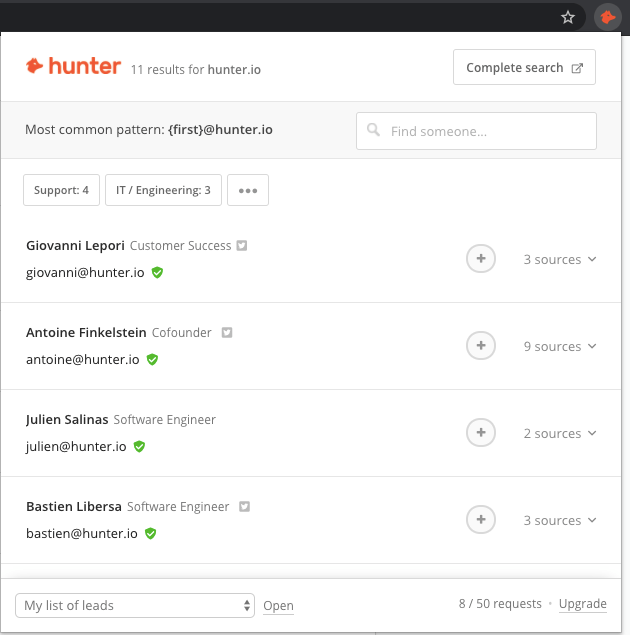 hunter 11 results for hunter.io Complete search
Most common pattern: {first}@hunter.io Find someone...
Support: 4 IT / Engineering: 3 •••
Giovanni Lepori Customer Success
giovanni@hunter.io
+ 3 sources
Antoine Finkelstein Cofounder
antoine@hunter.io
+ 9 sources
Julien Salinas Software Engineer
julien@hunter.io
+ 2 sources
Bastien Libersa Software Engineer
bastien@hunter.io
+ 3 sources
My list of leads Open 8 / 50 requests · Upgrade